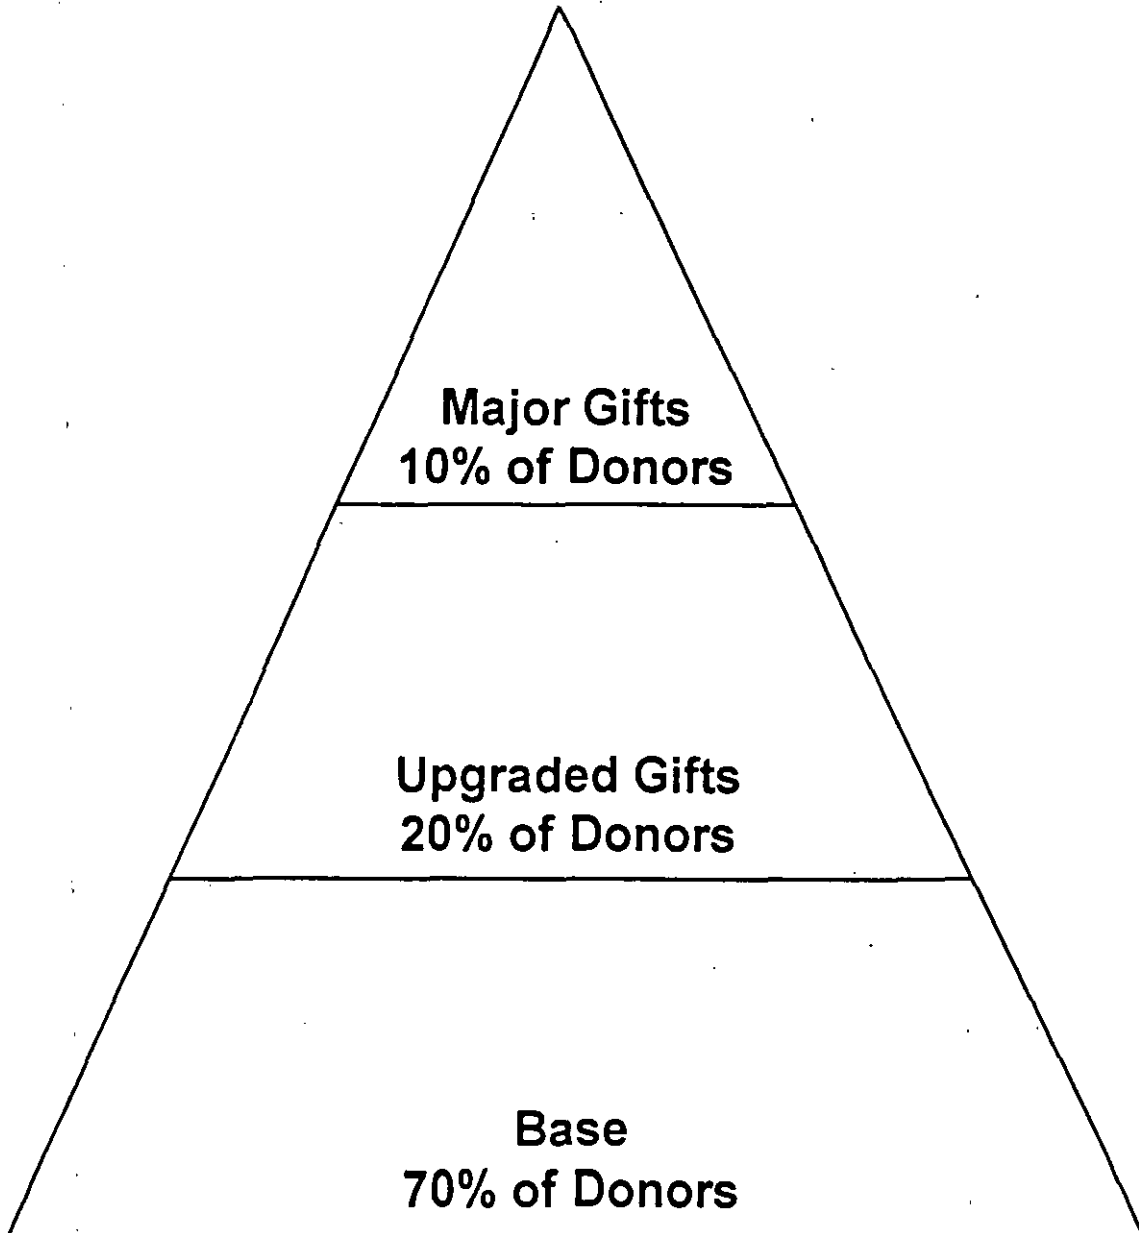 Major Gifts
10% of Donors
Upgraded Gifts
20% of Donors
Base
70% of Donors